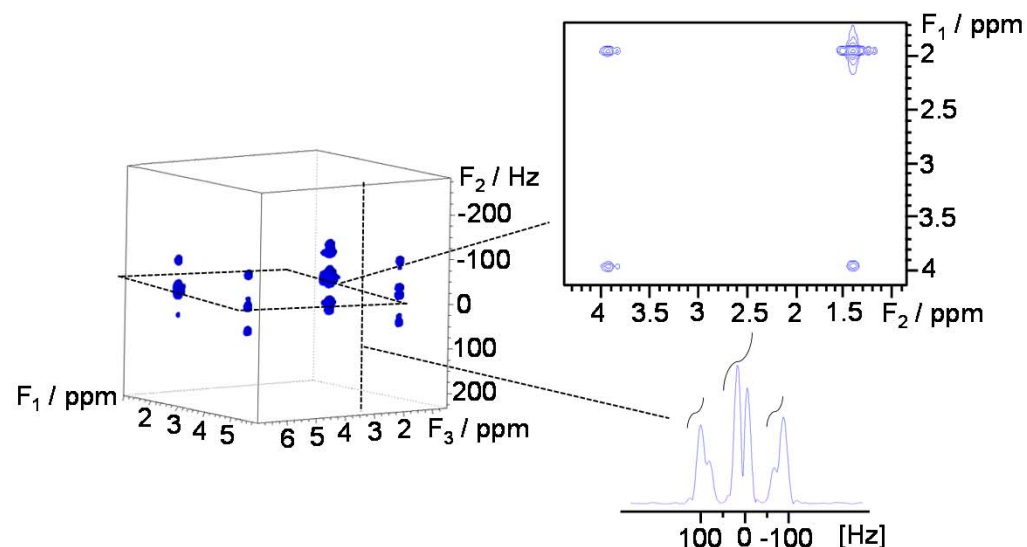 F₂ / Hz
-200
-100
0
100
200
F₁ / ppm
2 3 4 5
6 5 4 3 2
F₃ / ppm
F₁ / ppm
2
2.5
3
3.5
4
4 3.5 3 2.5 2 1.5 F₂ / ppm
100 0 -100 [Hz]